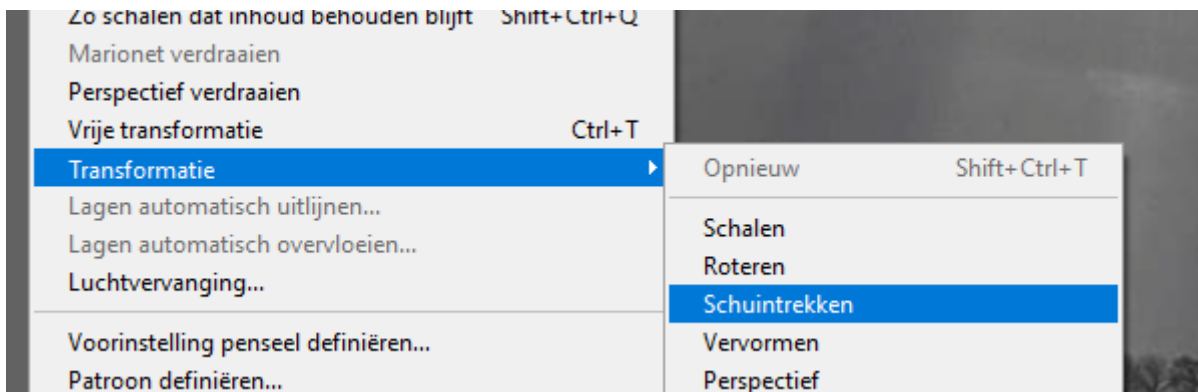 Zo schalen dat inhoud behouden blijft Shift+Ctrl+Q
Marionet verdraaien
Perspectief verdraaien
Vrije transformatie Ctrl+T
Transformatie
Lagen automatisch uitlijnen...
Lagen automatisch overvloeien...
Luchtvervanging...
Voorinstelling penseel definiëren...
Patroon definiëren...
Opnieuw Shift+Ctrl+T
Schalen
Roteren
Schuintrekken
Vervormen
Perspectief